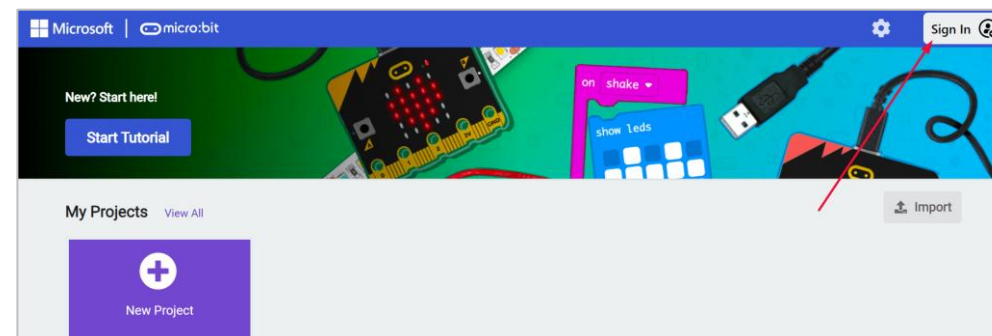 Microsoft | micro:bit
Sign In
New? Start here!
Start Tutorial
on shake
show leds
My Projects View All
Import
New Project